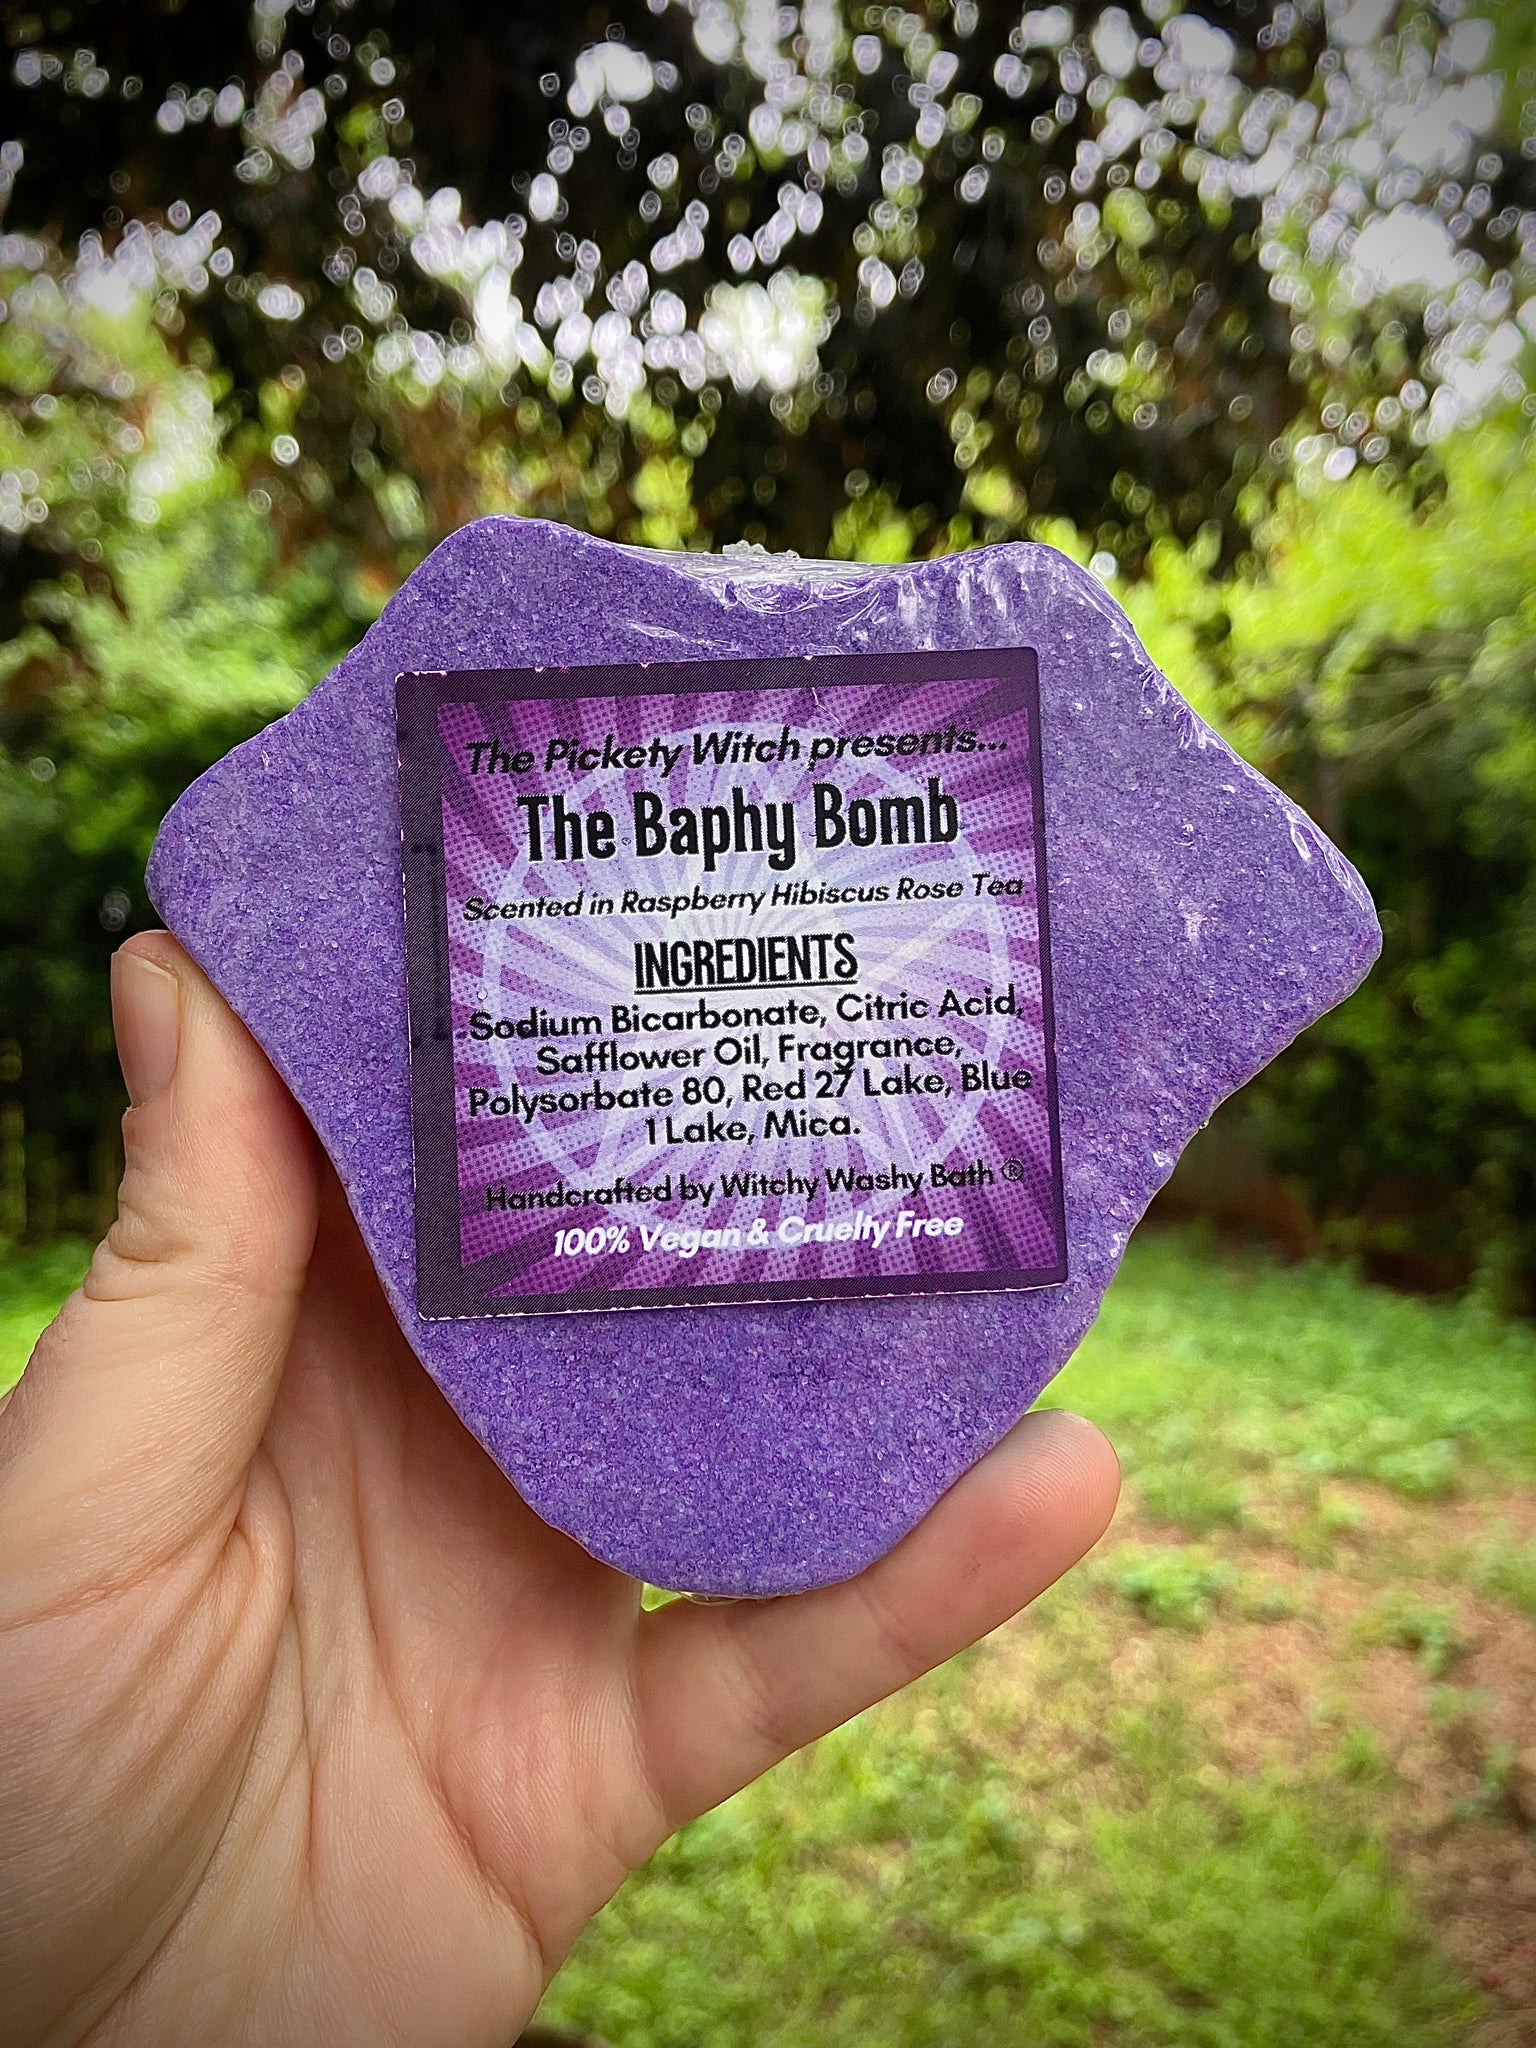 The Pickety Witch presents...
The Baphy Bomb
Scented in Raspberry Hibiscus Rose Tea
INGREDIENTS
Sodium Bicarbonate, Citric Acid,
Safflower Oil, Fragrance,
Polysorbate 80, Red 27 Lake, Blue
1 Lake, Mica.
Handcrafted by Witchy Washy Bath ®
100% Vegan & Cruelty Free